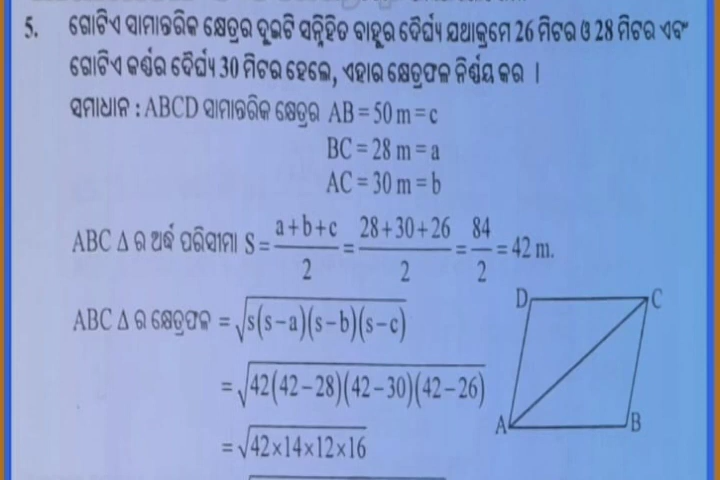 5. ଗୋଟିଏ ସାମାନ୍ତରିକ କ୍ଷେତ୍ରର ଦୁଇଟି ସନ୍ନିହିତ ବାହୁର ଦୈର୍ଘ୍ୟ ଯଥାକ୍ରମେ 26 ମିଟର ଓ 28 ମିଟର ଏବଂ
ଗୋଟିଏ କର୍ଣ୍ଣର ଦୈର୍ଘ୍ୟ 30 ମିଟର ହେଲେ, ଏହାର କ୍ଷେତ୍ରଫଳ ନିର୍ଣ୍ଣୟ କର ।
ସମାଧାନ : ABCD ସାମାନ୍ତରିକ କ୍ଷେତ୍ରର AB = 50 m = c
BC = 28 m = a
AC = 30 m = b
ABC Δ ର ଅର୍ଦ୍ଧ ପରିସୀମା S = (a+b+c)/2 = (28+30+26)/2 = 84/2 = 42 m.
ABC Δ ର କ୍ଷେତ୍ରଫଳ = √(s(s−a)(s−b)(s−c))
= √(42(42−28)(42−30)(42−26))
= √(42×14×12×16)
D C
A B